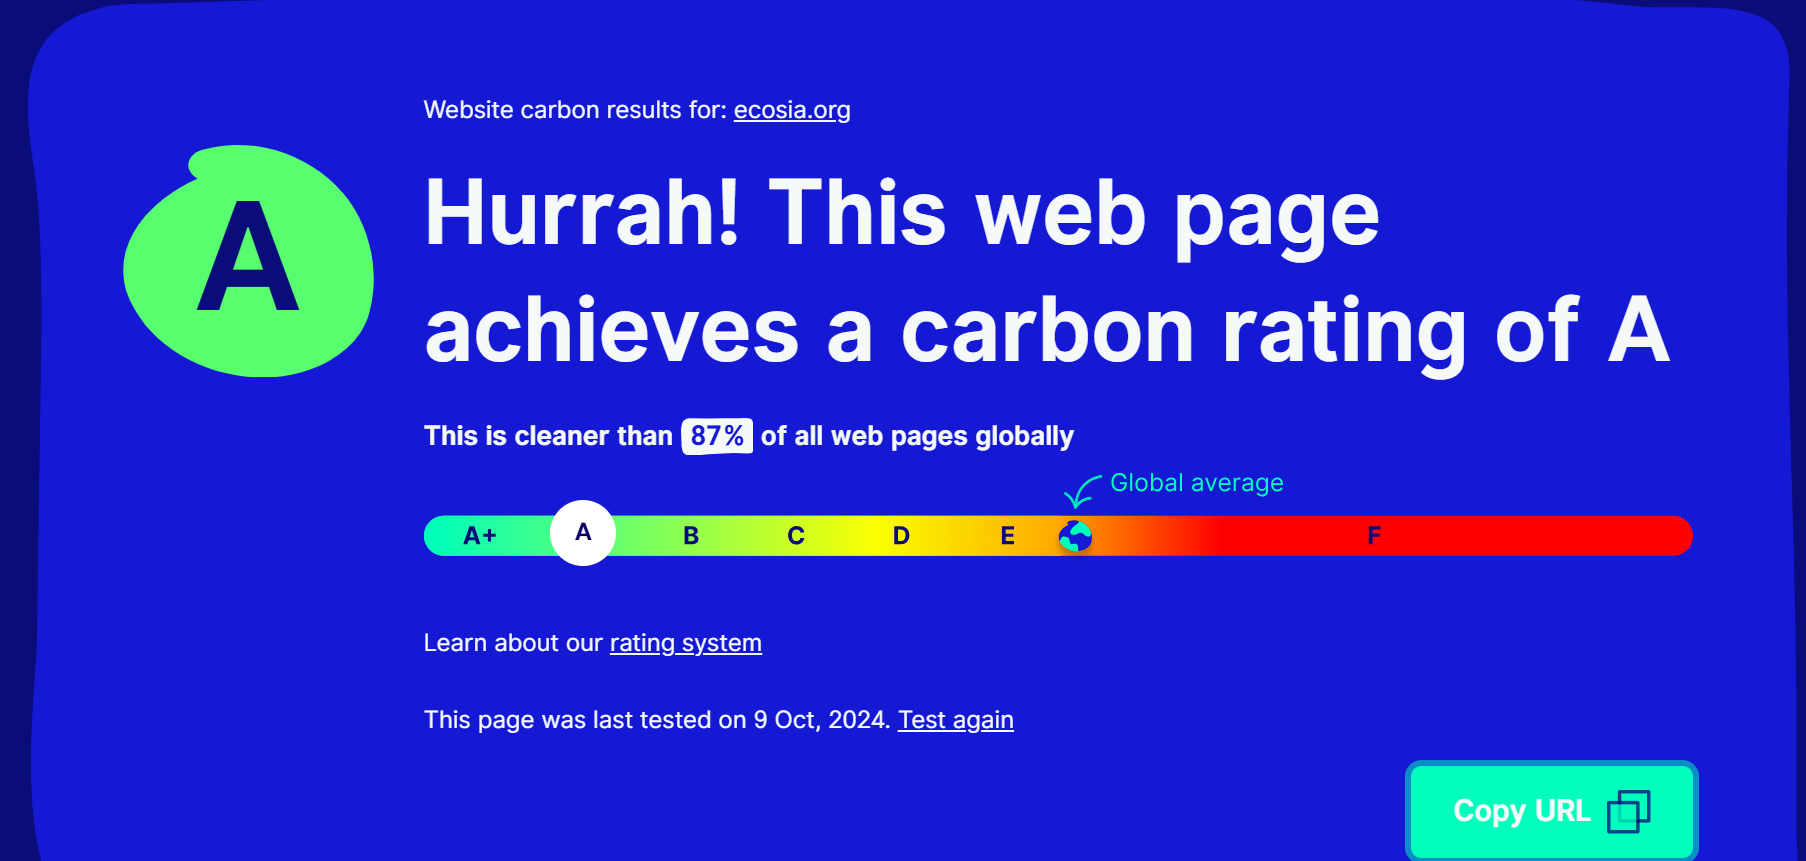 Website carbon results for: ecosia.org
A
Hurrah! This web page
achieves a carbon rating of A
This is cleaner than 87% of all web pages globally
Global average
A+ A B C D E F
Learn about our rating system
This page was last tested on 9 Oct, 2024. Test again
Copy URL